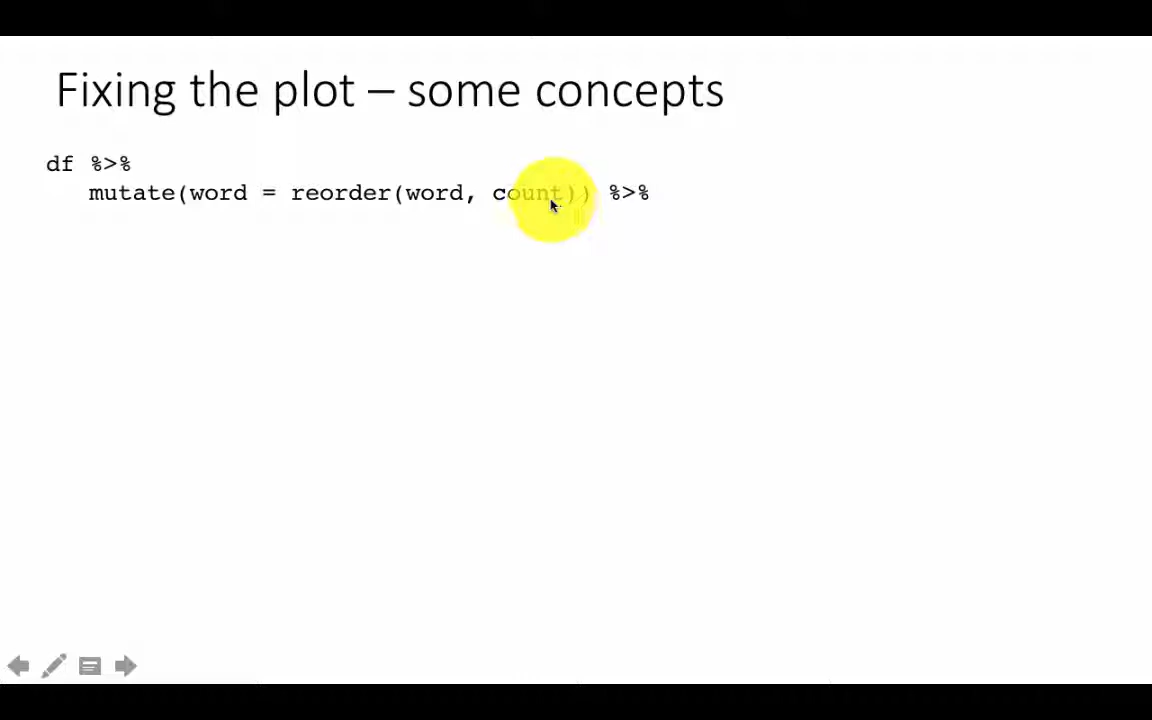 Fixing the plot – some concepts
df %>%
mutate(word = reorder(word, count)) %>%